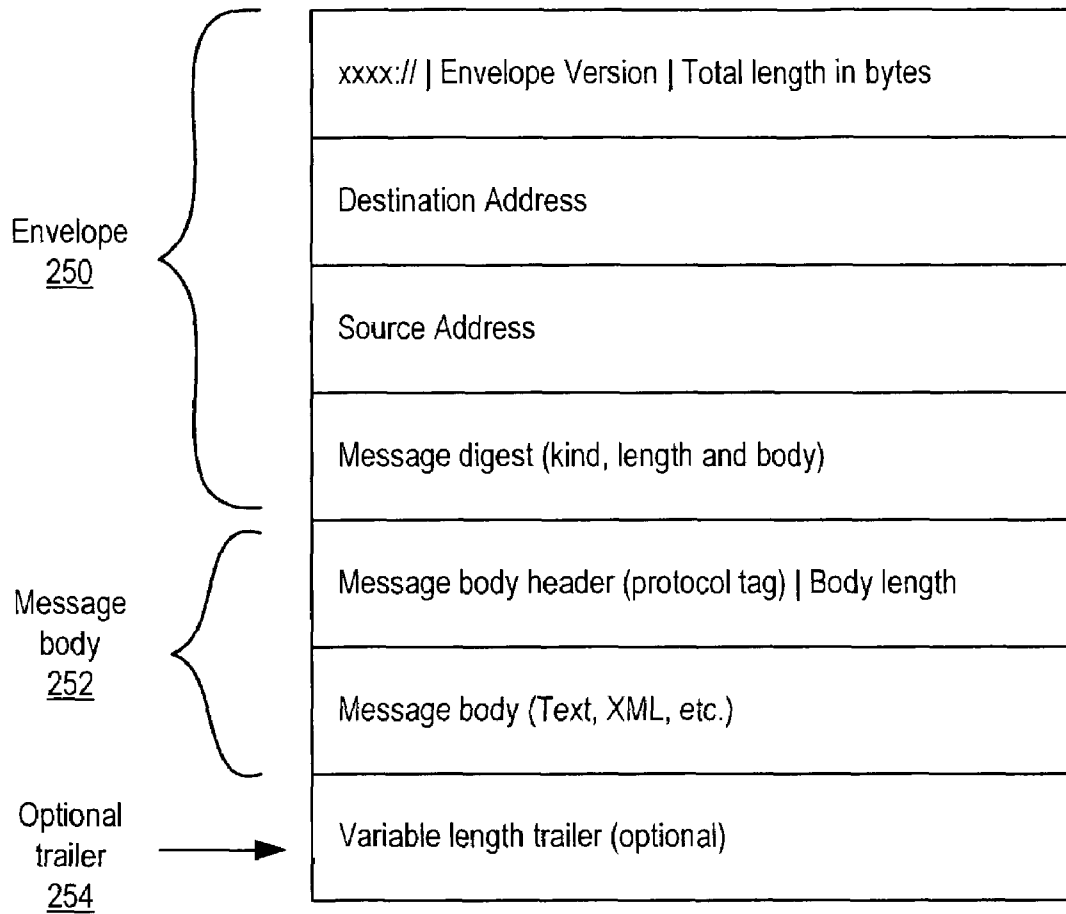 xxxx:// | Envelope Version | Total length in bytes
Destination Address
Envelope
250
Source Address
Message digest (kind, length and body)
Message body header (protocol tag) | Body length
Message
body
252
Message body (Text, XML, etc.)
Optional
trailer
254
Variable length trailer (optional)